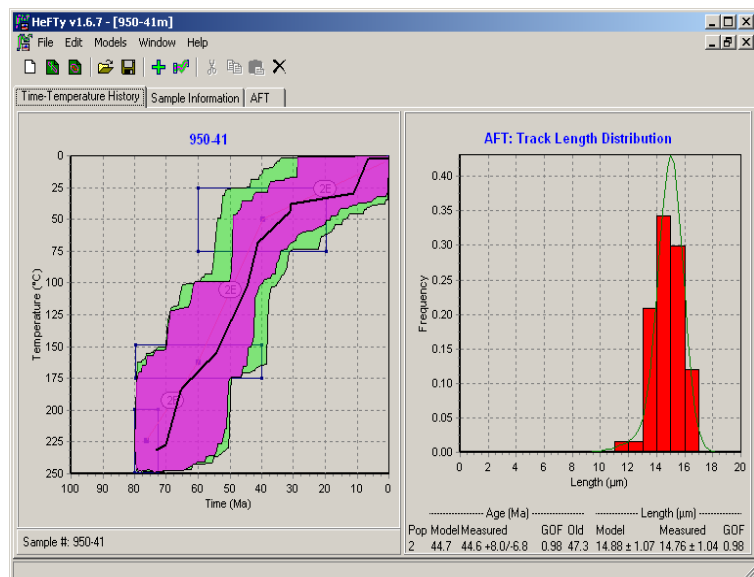 HeFTy v1.6.7 - [950-41m]
File Edit Models Window Help
Time-Temperature History Sample Information AFT
950-41
0
25
50
75
100
125
150
175
200
225
250
Temperature (°C)
2E
2E
2E
100 90 80 70 60 50 40 30 20 10 0
Time (Ma)
Sample #: 950-41
AFT: Track Length Distribution
0.40
0.35
0.30
0.25
0.20
0.15
0.10
0.05
0.00
Frequency
0 2 4 6 8 10 12 14 16 18 20
Length (µm)
Age (Ma) Length (µm)
Pop Model Measured GOF Old Model Measured GOF
2 44.7 44.6 +8.0/-6.8 0.98 47.3 14.88 ± 1.07 14.76 ± 1.04 0.98